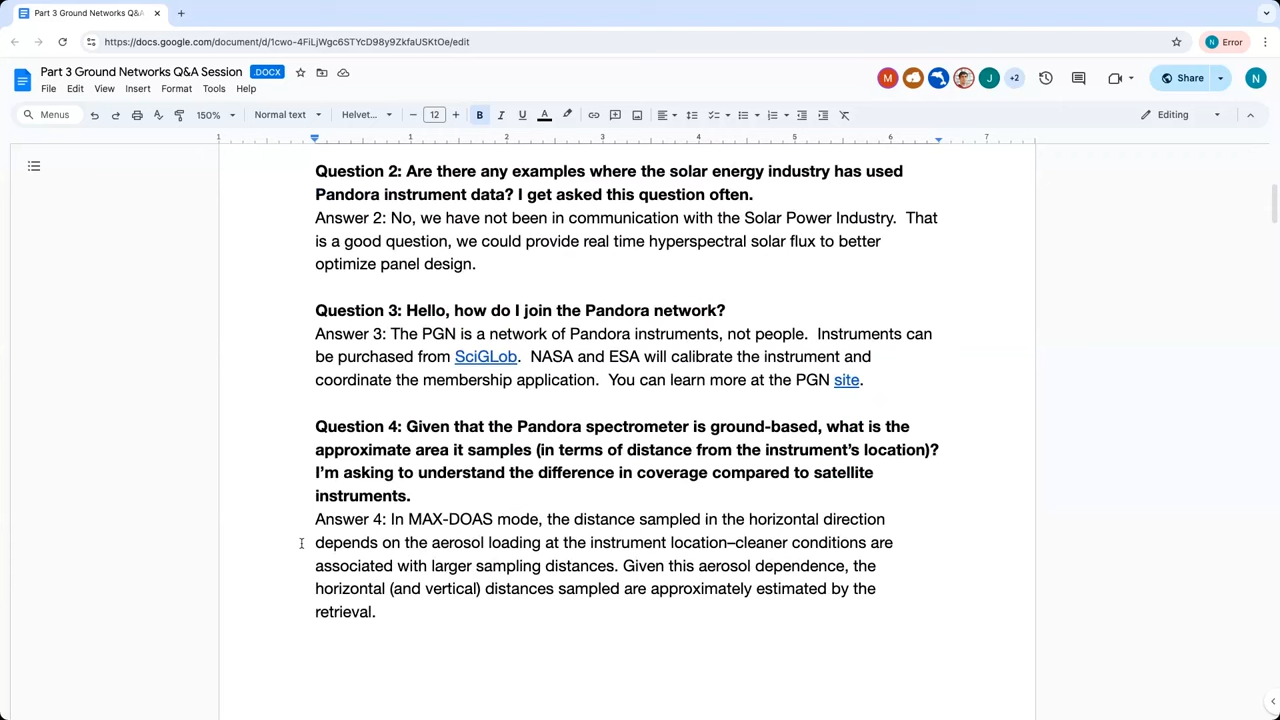 Part 3 Ground Networks Q&A
https://docs.google.com/document/d/1cwo-4FiLjWgc6STYcD98y9ZkfaUSKtOe/edit
N Error
Part 3 Ground Networks Q&A Session .DOCX
M J +2 Share N
File Edit View Insert Format Tools Help
Menus 150% Normal text Helvet... 12 B I U A Editing
1 1 2 3 4 5 6 7
Question 2: Are there any examples where the solar energy industry has used
Pandora instrument data? I get asked this question often.
Answer 2: No, we have not been in communication with the Solar Power Industry. That
is a good question, we could provide real time hyperspectral solar flux to better
optimize panel design.
Question 3: Hello, how do I join the Pandora network?
Answer 3: The PGN is a network of Pandora instruments, not people. Instruments can
be purchased from SciGLob. NASA and ESA will calibrate the instrument and
coordinate the membership application. You can learn more at the PGN site.
Question 4: Given that the Pandora spectrometer is ground-based, what is the
approximate area it samples (in terms of distance from the instrument's location)?
I'm asking to understand the difference in coverage compared to satellite
instruments.
Answer 4: In MAX-DOAS mode, the distance sampled in the horizontal direction
depends on the aerosol loading at the instrument location–cleaner conditions are
associated with larger sampling distances. Given this aerosol dependence, the
horizontal (and vertical) distances sampled are approximately estimated by the
retrieval.